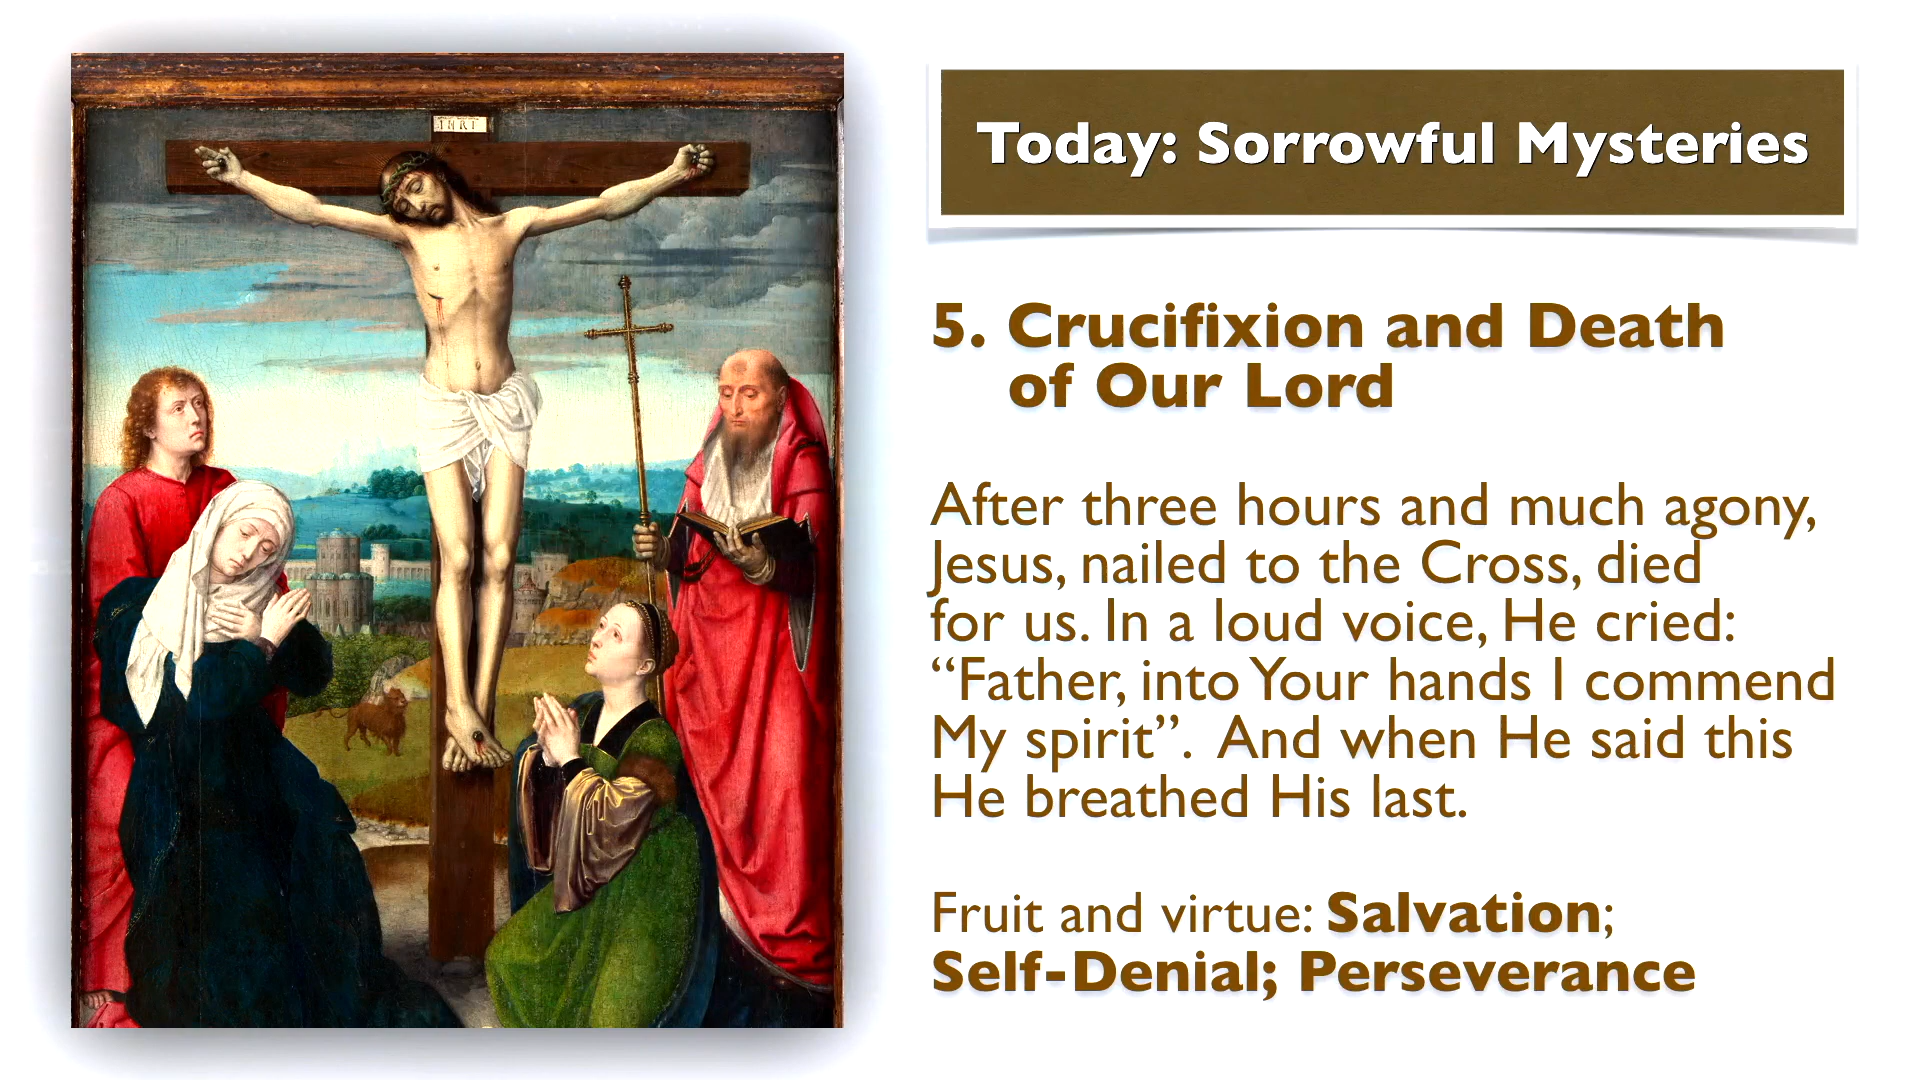 INRI
Today: Sorrowful Mysteries
5. Crucifixion and Death
of Our Lord
After three hours and much agony,
Jesus, nailed to the Cross, died
for us. In a loud voice, He cried:
“Father, into Your hands I commend
My spirit”. And when He said this
He breathed His last.
Fruit and virtue: Salvation;
Self-Denial; Perseverance